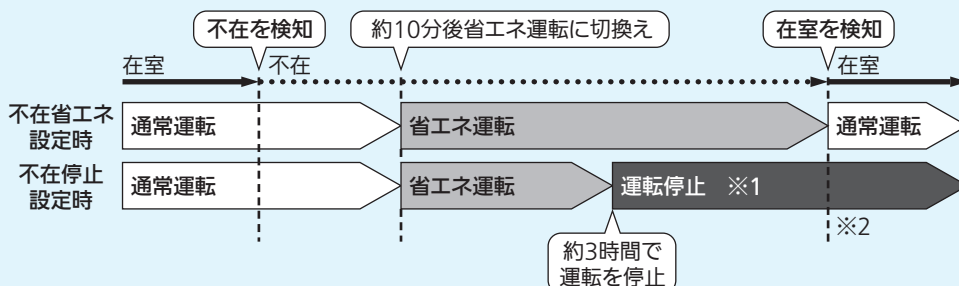 不在を検知
約10分後省エネ運転に切換え
在室を検知
在室
不在
在室
不在省エネ
設定時
通常運転
省エネ運転
通常運転
不在停止
設定時
通常運転
省エネ運転
運転停止 ※1
※2
約3時間で
運転を停止